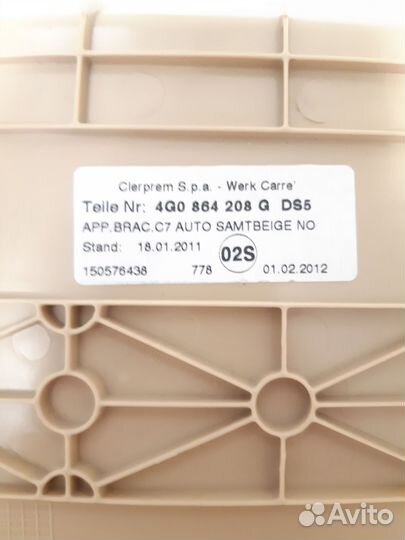 Clerprem S.p.a. - Werk Carre'
Teile Nr: 4G0 864 208 G DS5
APP.BRAC.C7 AUTO SAMTBEIGE NO
Stand: 18.01.2011
02S
150576438 778 01.02.2012
Avito